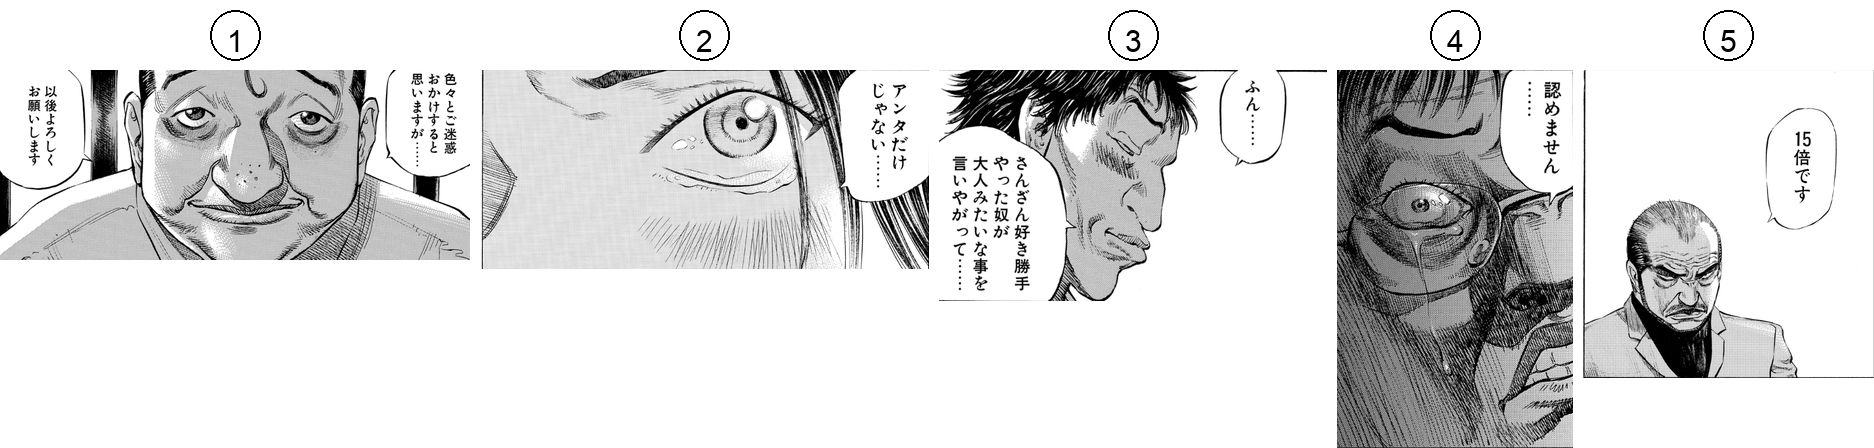 1
色々とご迷惑
おかけすると
思いますが……
以後よろしく
お願いします
2
アンタだけ
じゃない……
3
ふん……
さんざん好き勝手
やった奴が
大人みたいな事を
言いやがって……
4
認めません
……
5
15倍です